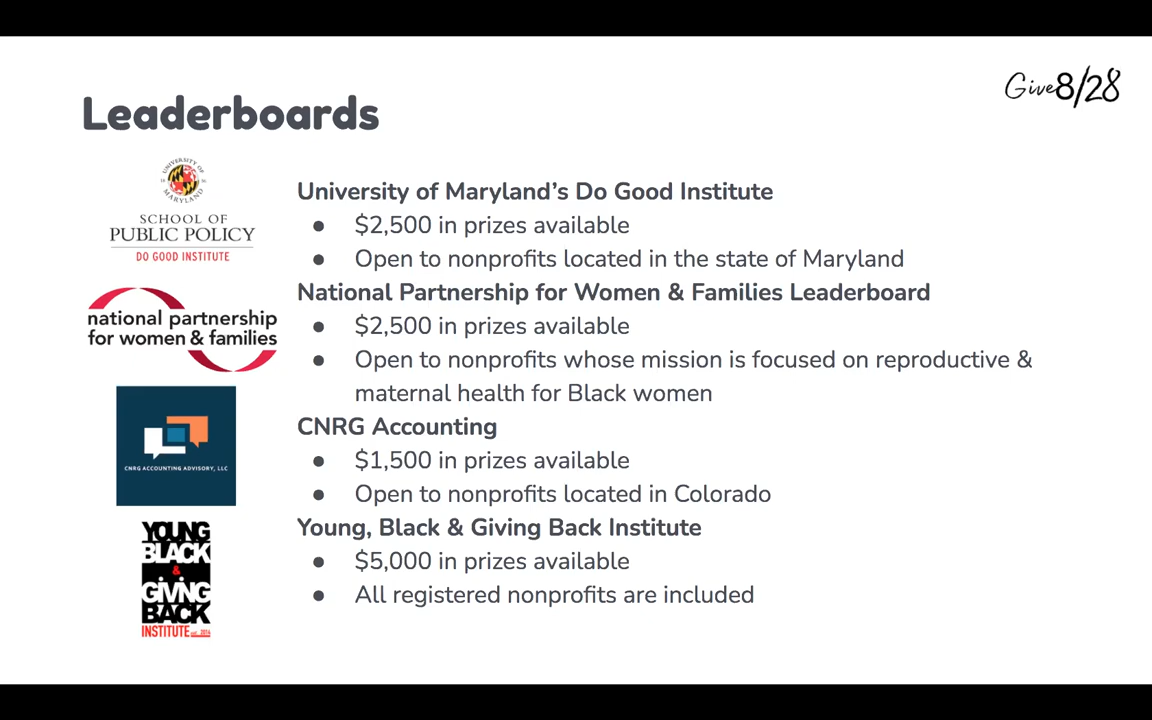 Give8/28
Leaderboards
UNIVERSITY OF
MARYLAND
SCHOOL OF
PUBLIC POLICY
DO GOOD INSTITUTE
University of Maryland's Do Good Institute
● $2,500 in prizes available
● Open to nonprofits located in the state of Maryland
national partnership
for women & families
National Partnership for Women & Families Leaderboard
● $2,500 in prizes available
● Open to nonprofits whose mission is focused on reproductive &
maternal health for Black women
CNRG ACCOUNTING ADVISORY, LLC
CNRG Accounting
● $1,500 in prizes available
● Open to nonprofits located in Colorado
YOUNG
BLACK
&
GIVING
BACK
INSTITUTE est. 2014
Young, Black & Giving Back Institute
● $5,000 in prizes available
● All registered nonprofits are included